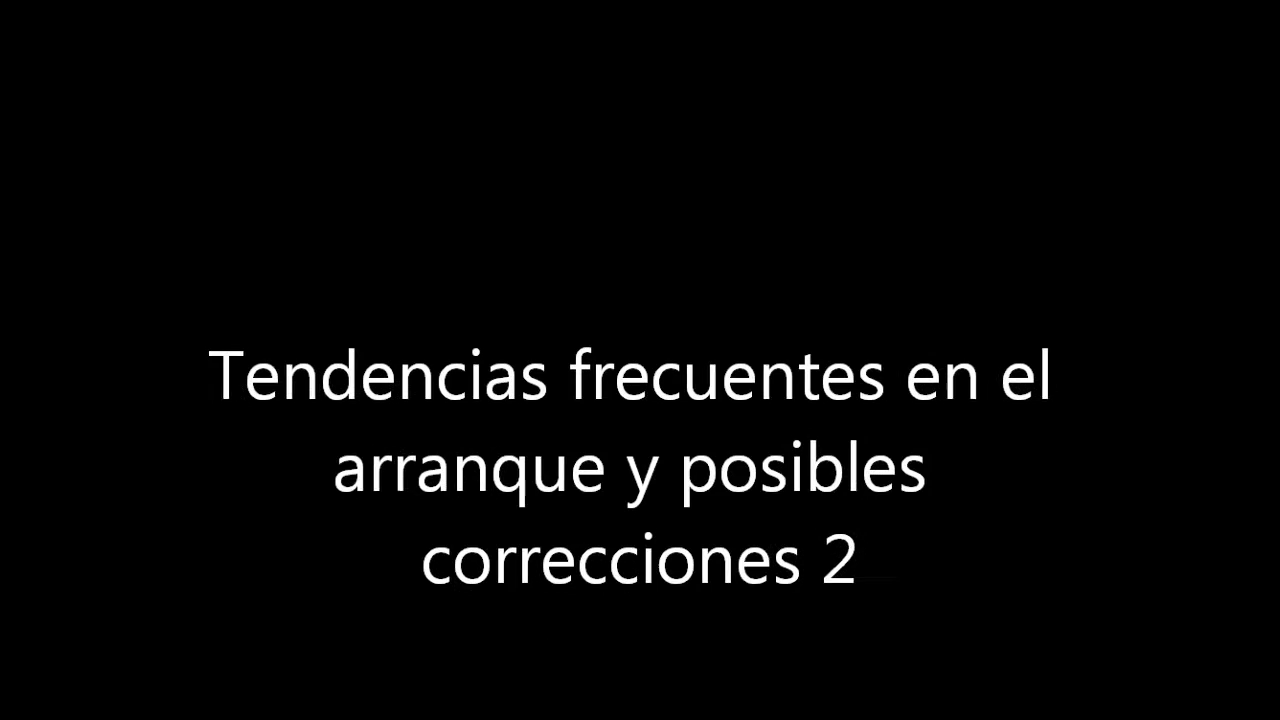 Tendencias frecuentes en el
arranque y posibles
correcciones 2